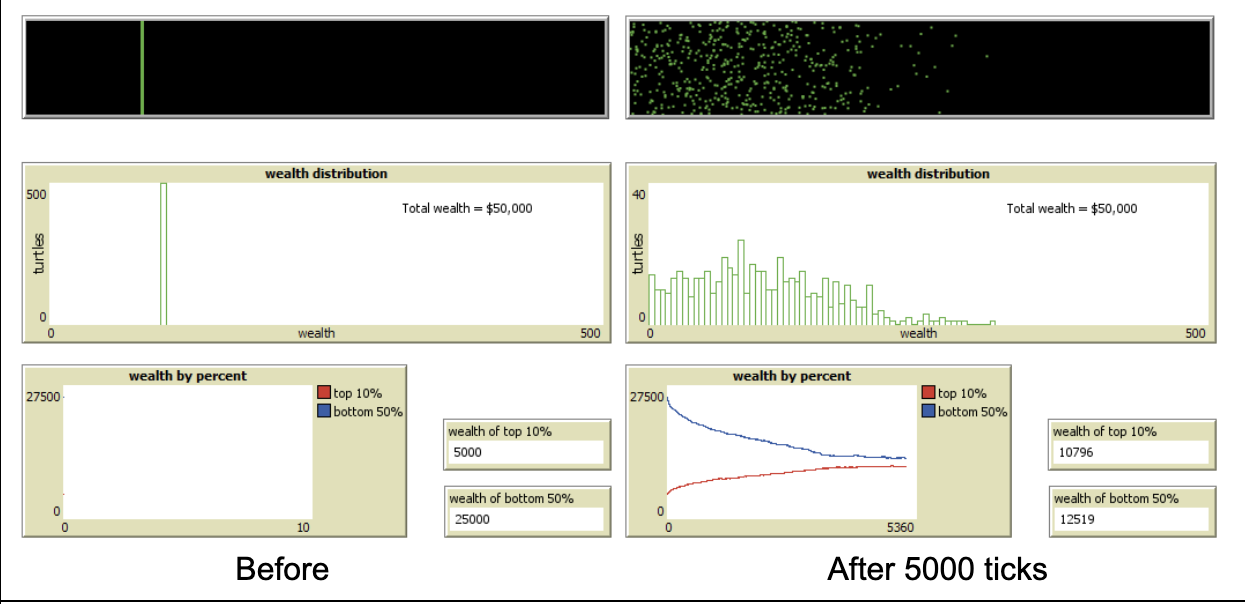 wealth distribution
500
Total wealth = $50,000
turtles
0
0
wealth
500
wealth distribution
40
Total wealth = $50,000
turtles
0
0
wealth
500
wealth by percent
27500
top 10%
bottom 50%
0
0
10
wealth of top 10%
5000
wealth of bottom 50%
25000
wealth by percent
27500
top 10%
bottom 50%
0
0
5360
wealth of top 10%
10796
wealth of bottom 50%
12519
Before
After 5000 ticks